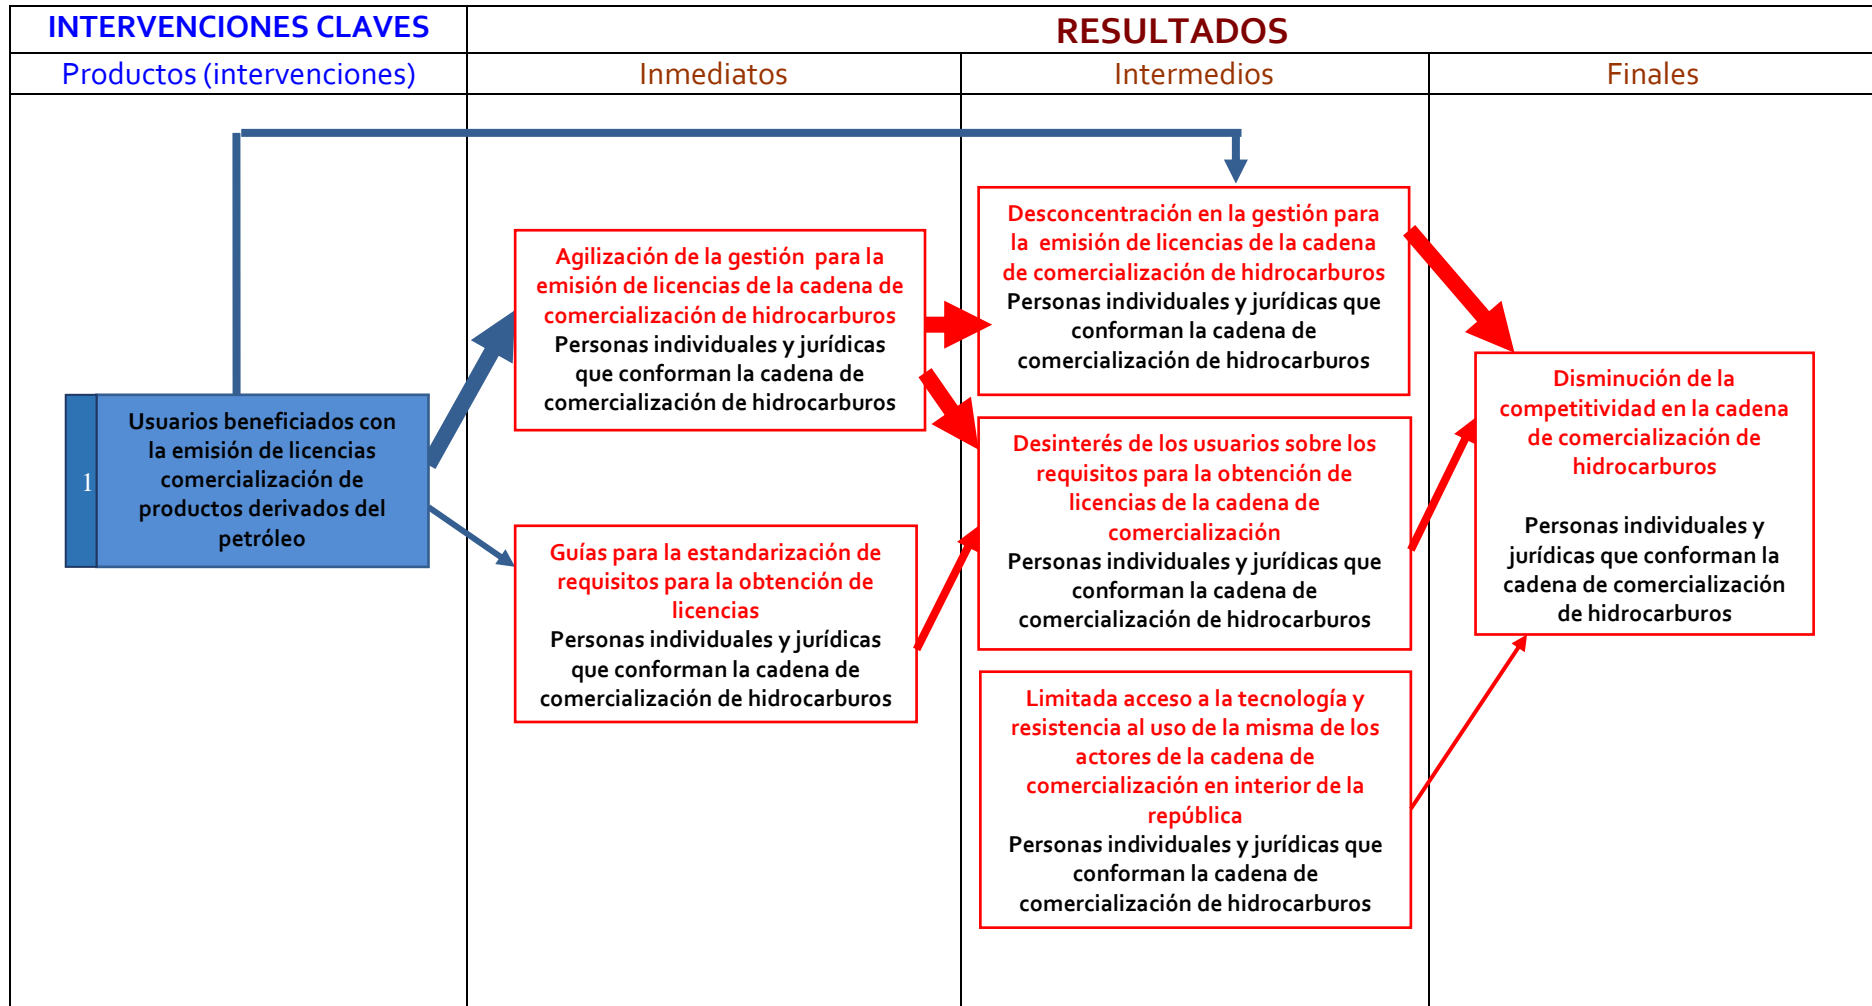 INTERVENCIONES CLAVES
RESULTADOS
Productos (intervenciones)
Inmediatos
Intermedios
Finales
1
Usuarios beneficiados con
la emisión de licencias
comercialización de
productos derivados del
petróleo
Agilización de la gestión para la
emisión de licencias de la cadena de
comercialización de hidrocarburos
Personas individuales y jurídicas
que conforman la cadena de
comercialización de hidrocarburos
Guías para la estandarización de
requisitos para la obtención de
licencias
Personas individuales y jurídicas
que conforman la cadena de
comercialización de hidrocarburos
Desconcentración en la gestión para
la emisión de licencias de la cadena
de comercialización de hidrocarburos
Personas individuales y jurídicas que
conforman la cadena de
comercialización de hidrocarburos
Desinterés de los usuarios sobre los
requisitos para la obtención de
licencias de la cadena de
comercialización
Personas individuales y jurídicas que
conforman la cadena de
comercialización de hidrocarburos
Limitada acceso a la tecnología y
resistencia al uso de la misma de los
actores de la cadena de
comercialización en interior de la
república
Personas individuales y jurídicas que
conforman la cadena de
comercialización de hidrocarburos
Disminución de la
competitividad en la cadena
de comercialización de
hidrocarburos
Personas individuales y
jurídicas que conforman la
cadena de comercialización
de hidrocarburos